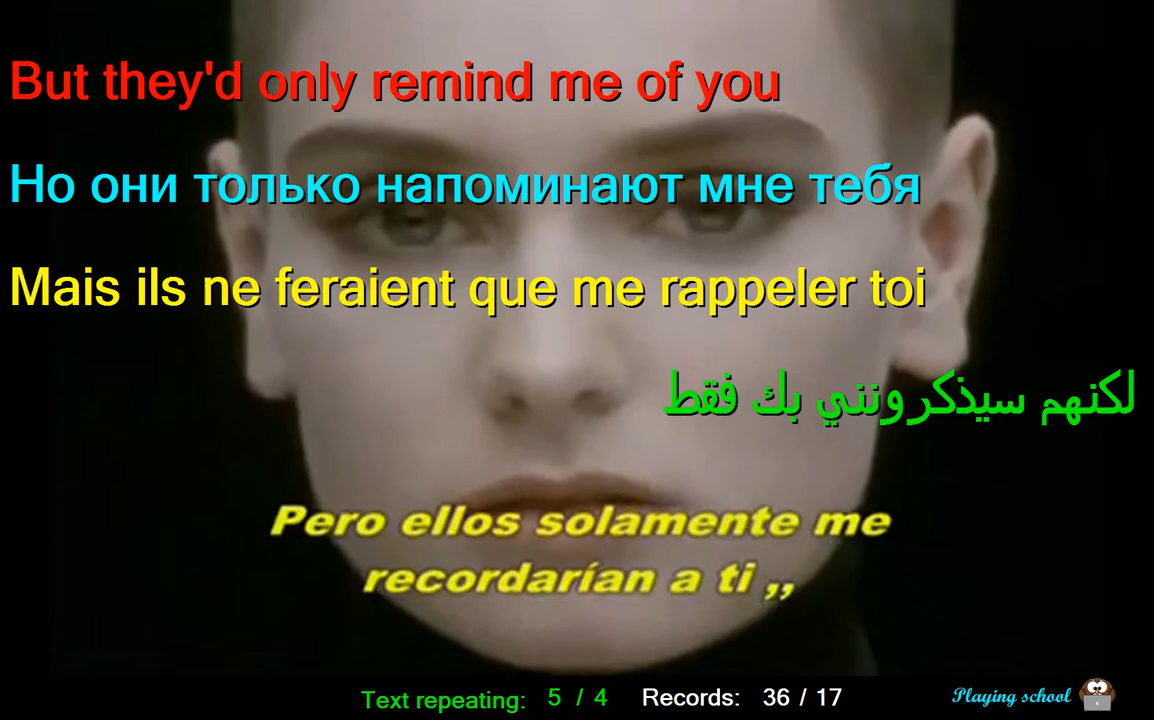 But they'd only remind me of you
Но они только напоминают мне тебя
Mais ils ne feraient que me rappeler toi
لكنهم سيذكرونني بك فقط
Pero ellos solamente me
recordarían a ti ,,
Text repeating: 5 / 4 Records: 36 / 17 Playing school